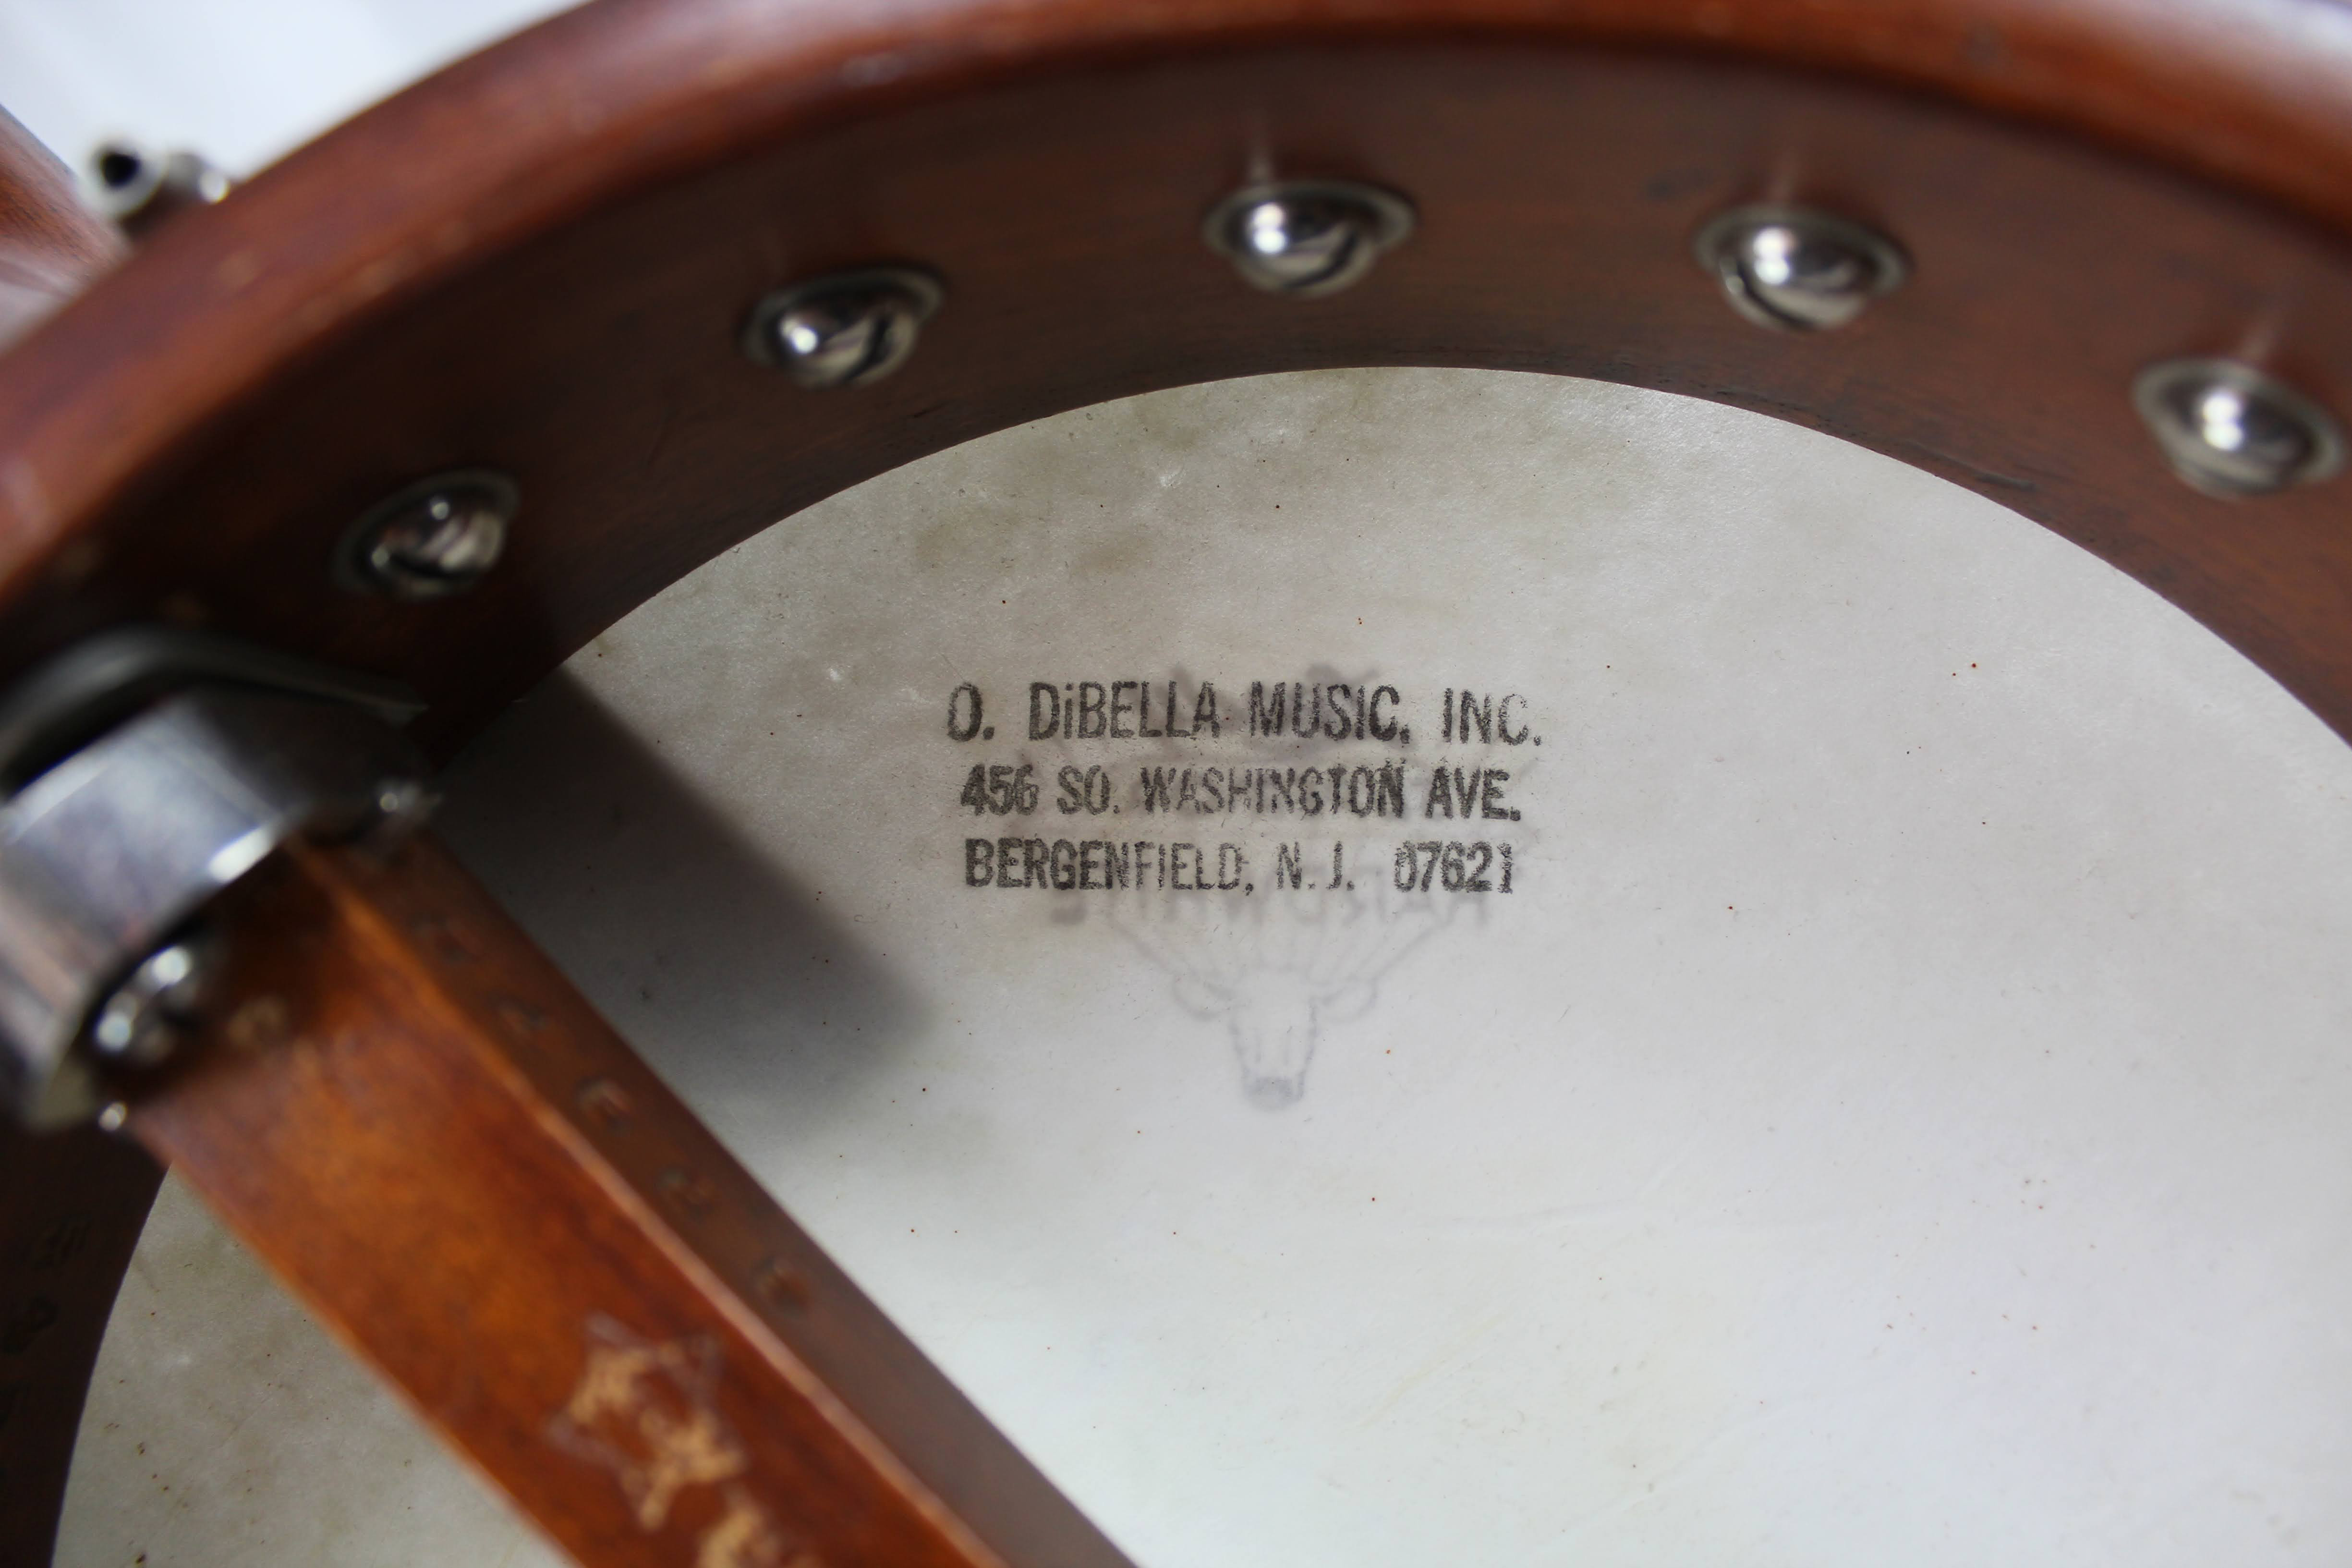 O. DiBELLA MUSIC, INC.
456 SO. WASHINGTON AVE.
BERGENFIELD, N. J. 07621